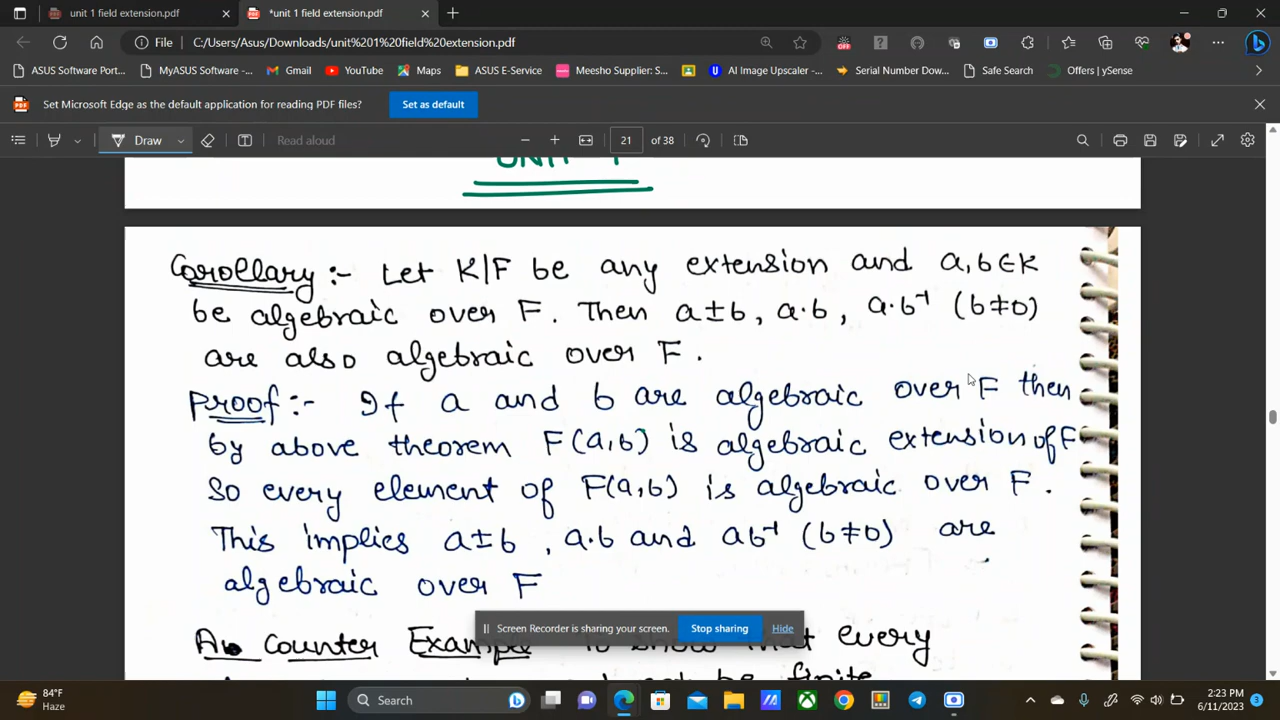 unit 1 field extension.pdf
*unit 1 field extension.pdf
File C:/Users/Asus/Downloads/unit%201%20field%20extension.pdf
ASUS Software Port... MyASUS Software -... Gmail YouTube Maps ASUS E-Service Meesho Supplier: S... AI Image Upscaler -... Serial Number Dow... Safe Search Offers | ySense
Set Microsoft Edge as the default application for reading PDF files? Set as default
Draw Read aloud 21 of 38
Corollary :- Let K|F be any extension and a,b∈K
be algebraic over F. Then a±b, a·b, a·b⁻¹ (b≠0)
are also algebraic over F.
Proof :- If a and b are algebraic over F then
by above theorem F(a,b) is algebraic extension of F
So every element of F(a,b) is algebraic over F.
This implies a±b, a·b and ab⁻¹ (b≠0) are
algebraic over F
Screen Recorder is sharing your screen. Stop sharing Hide
An Counter Example to show that every
finite
84°F
Haze
Search
2:23 PM
6/11/2023
3